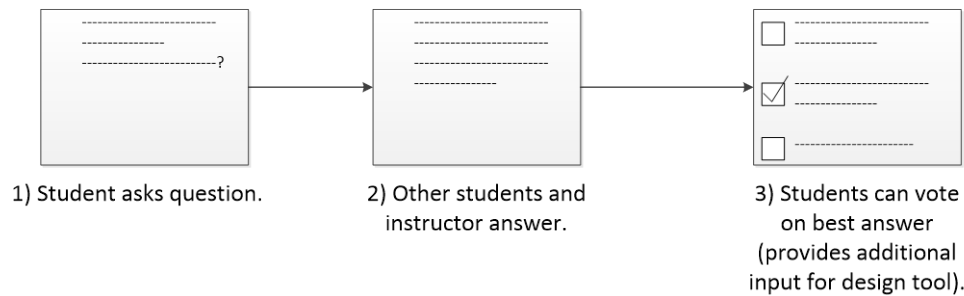 ?
1) Student asks question.
2) Other students and
instructor answer.
3) Students can vote
on best answer
(provides additional
input for design tool).